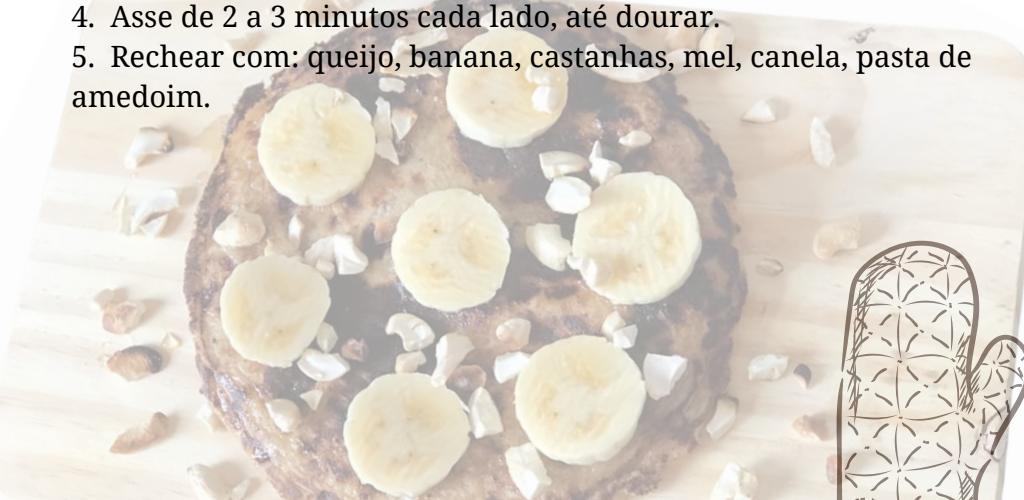 4. Asse de 2 a 3 minutos cada lado, até dourar.
5. Rechear com: queijo, banana, castanhas, mel, canela, pasta de
amedoim.